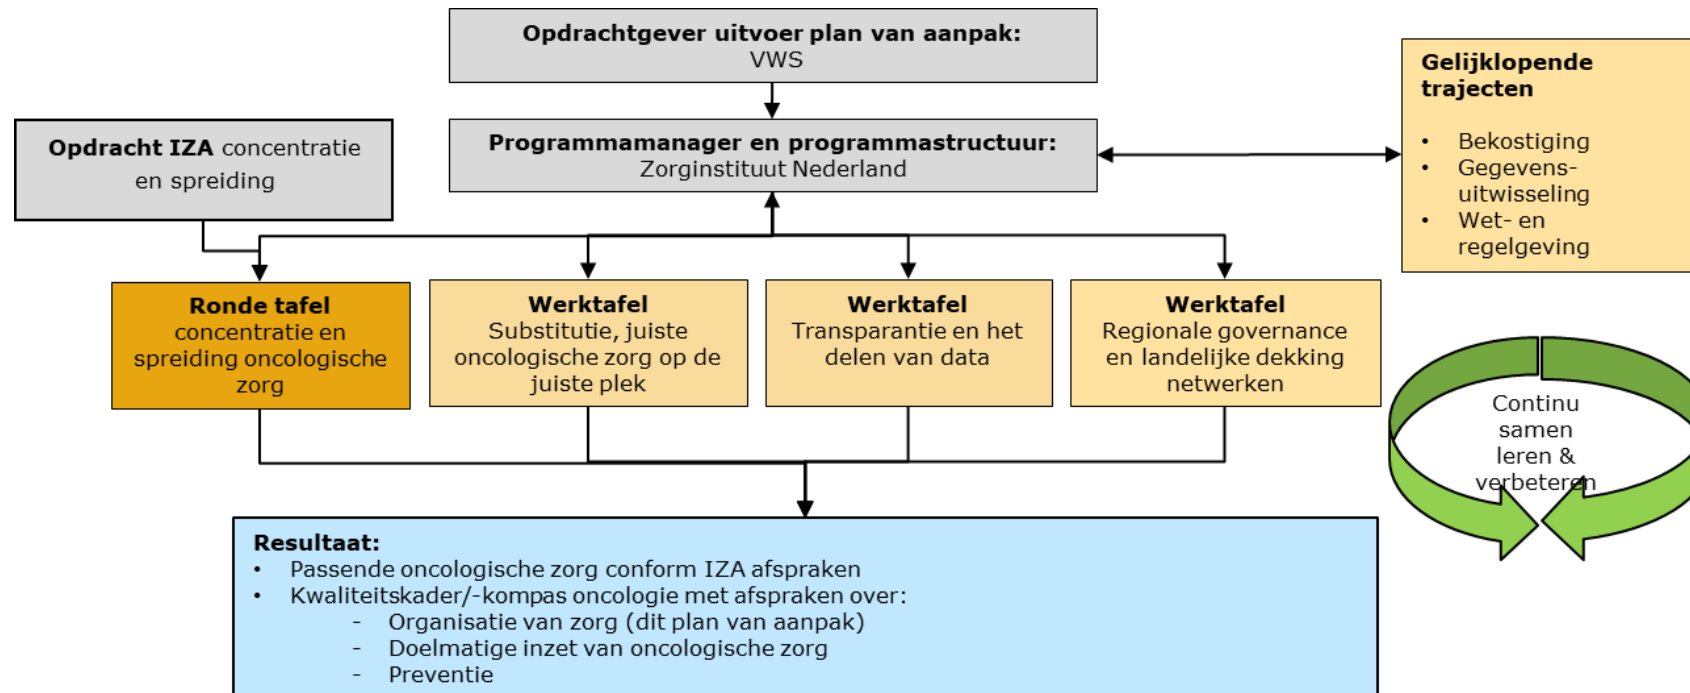 Opdrachtgever uitvoer plan van aanpak:
VWS
Gelijklopende
trajecten
• Bekostiging
• Gegevens-
uitwisseling
• Wet- en
regelgeving
Opdracht IZA concentratie
en spreiding
Programmamanager en programmastructuur:
Zorginstituut Nederland
Ronde tafel
concentratie en
spreiding oncologische
zorg
Werktafel
Substitutie, juiste
oncologische zorg op de
juiste plek
Werktafel
Transparantie en het
delen van data
Werktafel
Regionale governance
en landelijke dekking
netwerken
Continu
samen
leren &
verbeteren
Resultaat:
• Passende oncologische zorg conform IZA afspraken
• Kwaliteitskader/-kompas oncologie met afspraken over:
- Organisatie van zorg (dit plan van aanpak)
- Doelmatige inzet van oncologische zorg
- Preventie